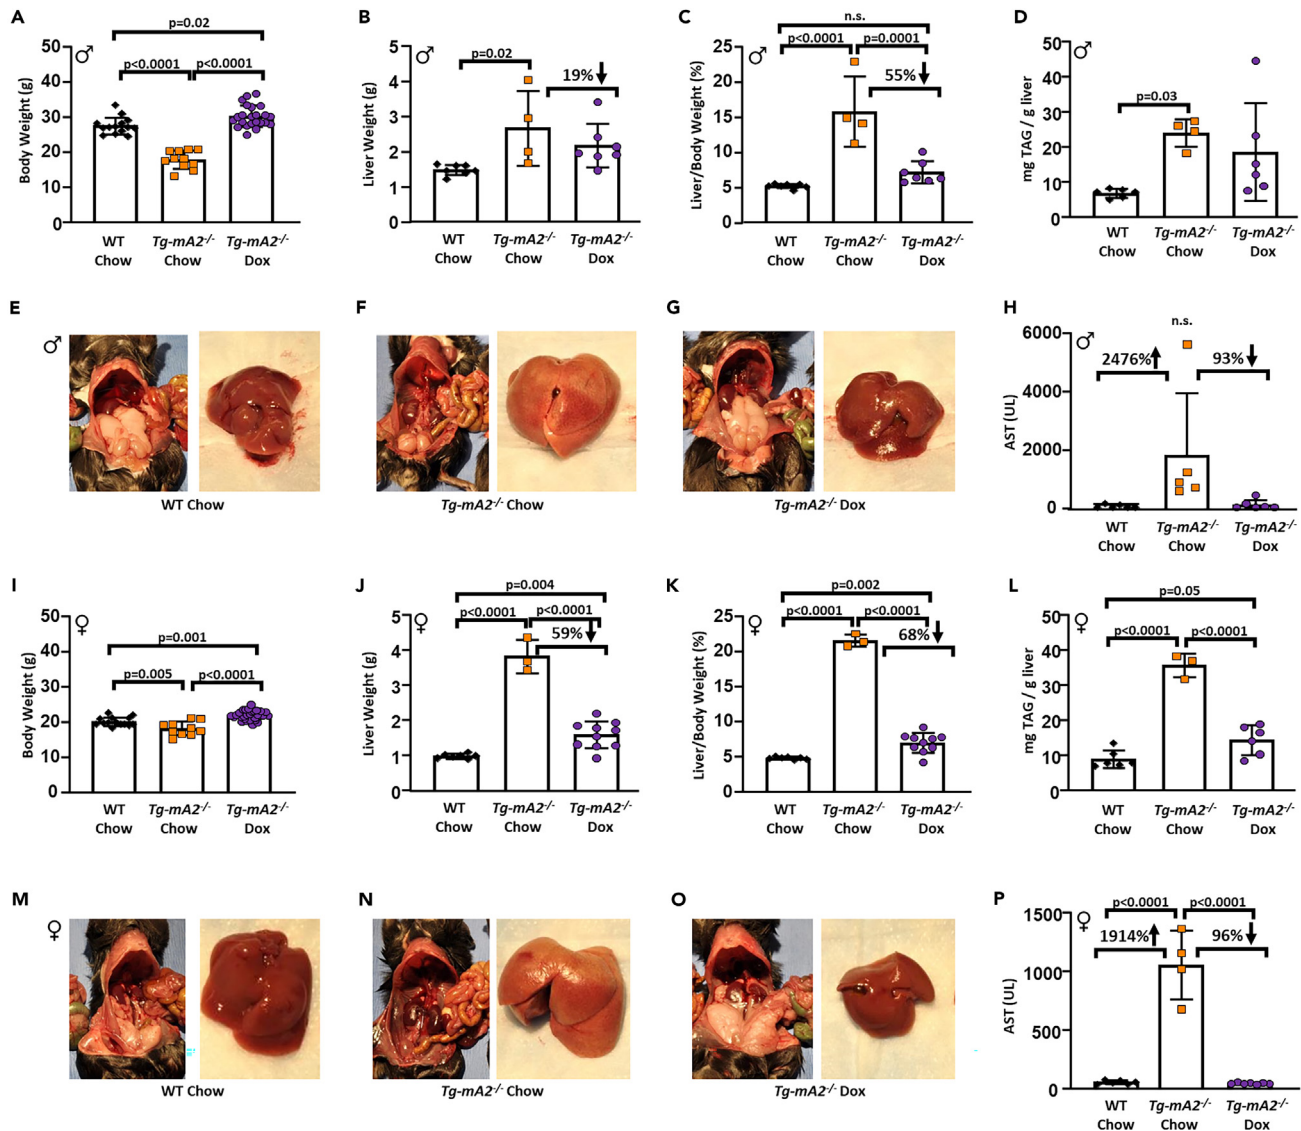 A
p=0.02
p<0.0001
p<0.0001
♂
Body Weight (g)
50
40
30
20
10
0
WT Tg-mA2-/- Tg-mA2-/-
Chow Chow Dox
B
p=0.02
19%
♂
Liver Weight (g)
5
4
3
2
1
0
WT Tg-mA2-/- Tg-mA2-/-
Chow Chow Dox
C
n.s.
p<0.0001
p=0.0001
55%
♂
Liver/Body Weight (%)
25
20
15
10
5
0
WT Tg-mA2-/- Tg-mA2-/-
Chow Chow Dox
D
p=0.03
♂
mg TAG / g liver
50
40
30
20
10
0
WT Tg-mA2-/- Tg-mA2-/-
Chow Chow Dox
E
♂
WT Chow
F
Tg-mA2-/- Chow
G
Tg-mA2-/- Dox
H
n.s.
2476%
93%
♂
AST (UL)
6000
4000
2000
0
WT Tg-mA2-/- Tg-mA2-/-
Chow Chow Dox
I
p=0.001
p=0.005
p<0.0001
♀
Body Weight (g)
50
40
30
20
10
0
WT Tg-mA2-/- Tg-mA2-/-
Chow Chow Dox
J
p=0.004
p<0.0001
p<0.0001
59%
♀
Liver Weight (g)
5
4
3
2
1
0
WT Tg-mA2-/- Tg-mA2-/-
Chow Chow Dox
K
p=0.002
p<0.0001
p<0.0001
68%
♀
Liver/Body Weight (%)
25
20
15
10
5
0
WT Tg-mA2-/- Tg-mA2-/-
Chow Chow Dox
L
p=0.05
p<0.0001
p<0.0001
♀
mg TAG / g liver
50
40
30
20
10
0
WT Tg-mA2-/- Tg-mA2-/-
Chow Chow Dox
M
♀
WT Chow
N
Tg-mA2-/- Chow
O
Tg-mA2-/- Dox
P
p<0.0001
p<0.0001
1914%
96%
♀
AST (UL)
1500
1000
500
0
WT Tg-mA2-/- Tg-mA2-/-
Chow Chow Dox